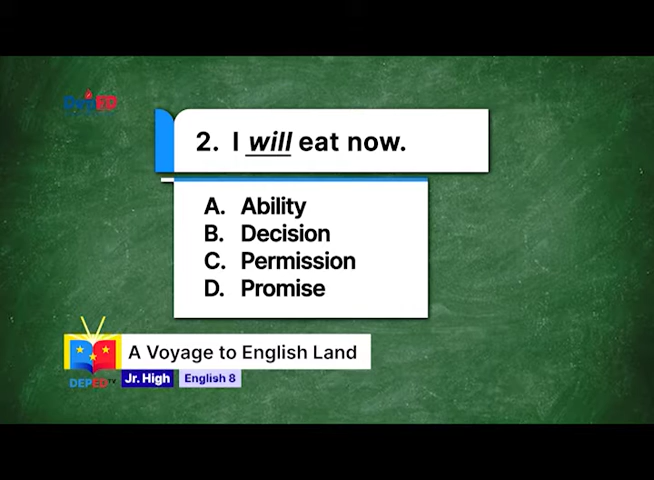 DepED
2. I will eat now.
A. Ability
B. Decision
C. Permission
D. Promise
A Voyage to English Land
DEPED TV
Jr. High
English 8